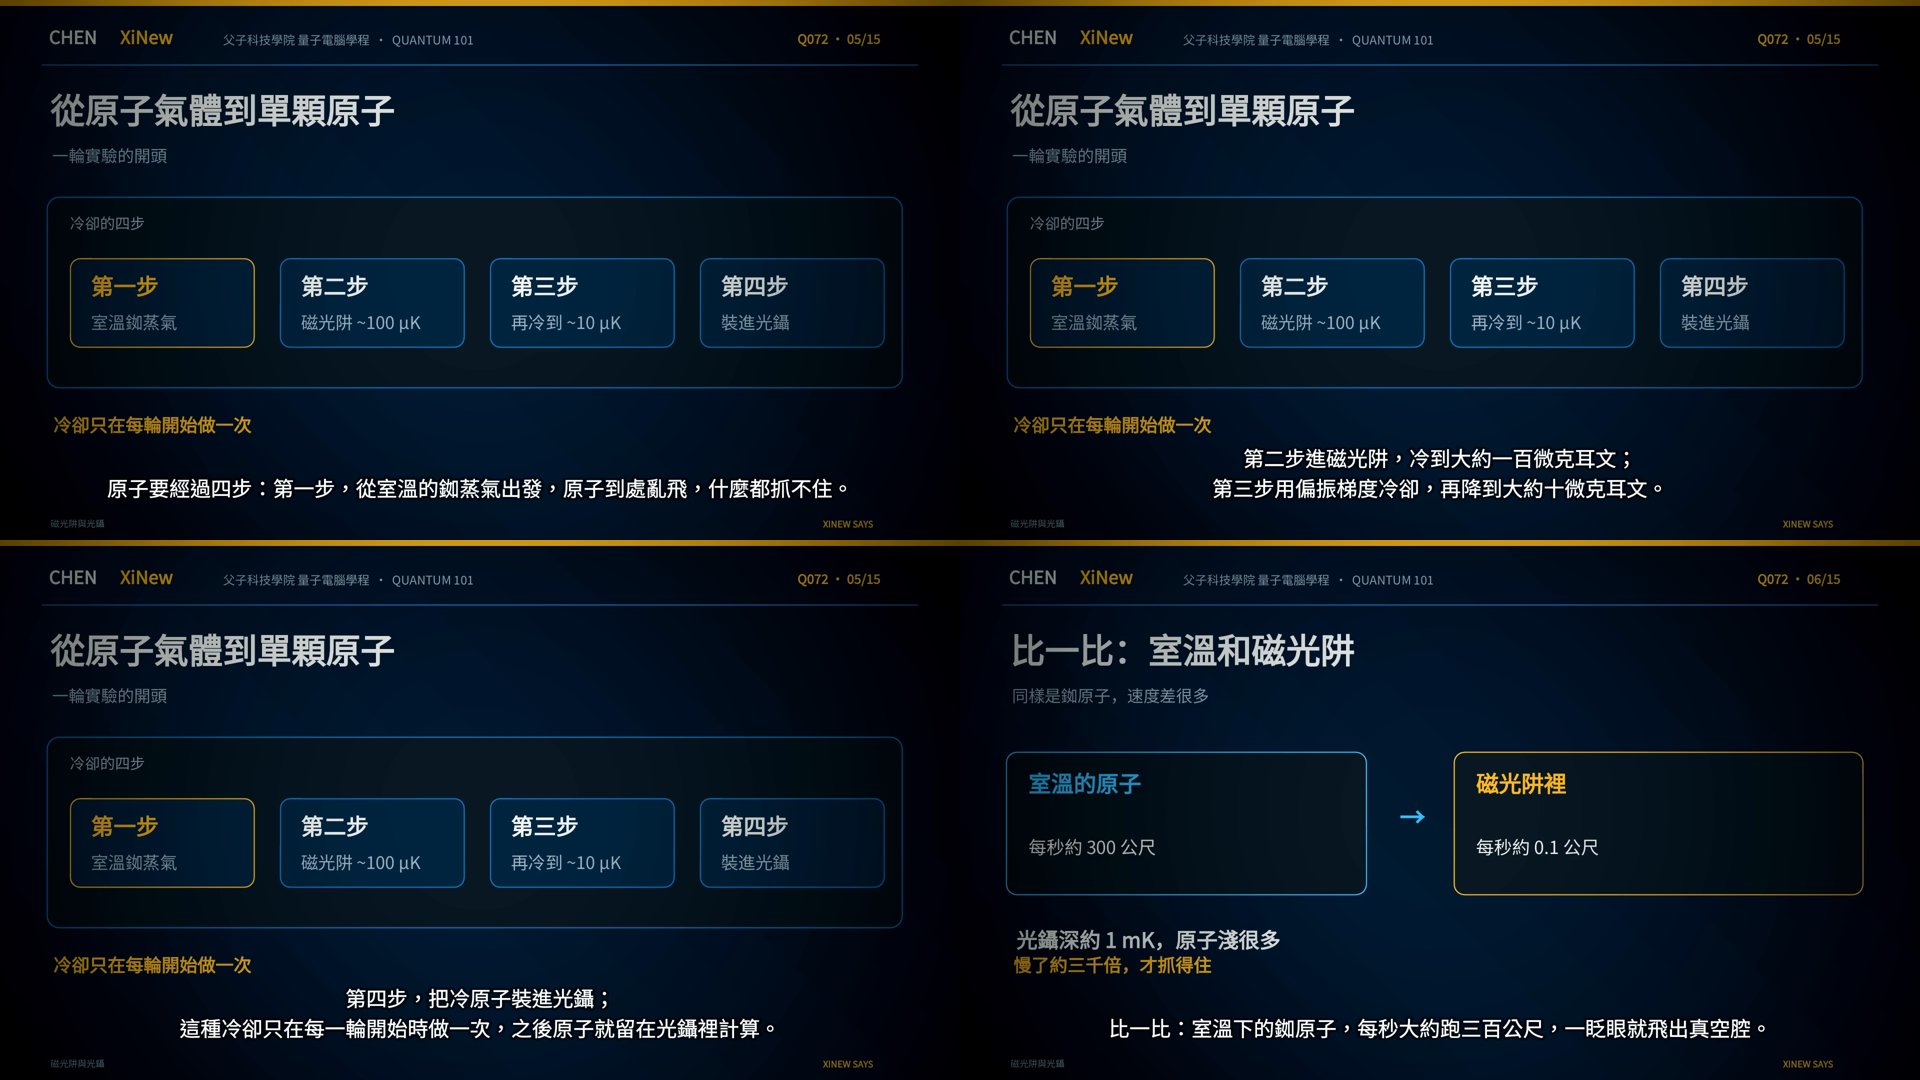 CHEN XiNew 父子科技學院 量子電腦學程 · QUANTUM 101 Q072 · 05/15
從原子氣體到單顆原子
一輪實驗的開頭
冷卻的四步
第一步 第二步 第三步 第四步
室溫銣蒸氣 磁光阱 ~100 μK 再冷到 ~10 μK 裝進光鑷
冷卻只在每輪開始做一次
原子要經過四步：第一步，從室溫的銣蒸氣出發，原子到處亂飛，什麼都抓不住。
磁光阱與光鑷 XINEW SAYS
CHEN XiNew 父子科技學院 量子電腦學程 · QUANTUM 101 Q072 · 05/15
從原子氣體到單顆原子
一輪實驗的開頭
冷卻的四步
第一步 第二步 第三步 第四步
室溫銣蒸氣 磁光阱 ~100 μK 再冷到 ~10 μK 裝進光鑷
冷卻只在每輪開始做一次
第二步進磁光阱，冷到大約一百微克耳文；
第三步用偏振梯度冷卻，再降到大約十微克耳文。
磁光阱與光鑷 XINEW SAYS
CHEN XiNew 父子科技學院 量子電腦學程 · QUANTUM 101 Q072 · 05/15
從原子氣體到單顆原子
一輪實驗的開頭
冷卻的四步
第一步 第二步 第三步 第四步
室溫銣蒸氣 磁光阱 ~100 μK 再冷到 ~10 μK 裝進光鑷
冷卻只在每輪開始做一次
第四步，把冷原子裝進光鑷；
這種冷卻只在每一輪開始時做一次，之後原子就留在光鑷裡計算。
磁光阱與光鑷 XINEW SAYS
CHEN XiNew 父子科技學院 量子電腦學程 · QUANTUM 101 Q072 · 06/15
比一比：室溫和磁光阱
同樣是銣原子，速度差很多
室溫的原子 → 磁光阱裡
每秒約 300 公尺 每秒約 0.1 公尺
光鑷深約 1 mK，原子淺很多
慢了約三千倍，才抓得住
比一比：室溫下的銣原子，每秒大約跑三百公尺，一眨眼就飛出真空腔。
磁光阱與光鑷 XINEW SAYS